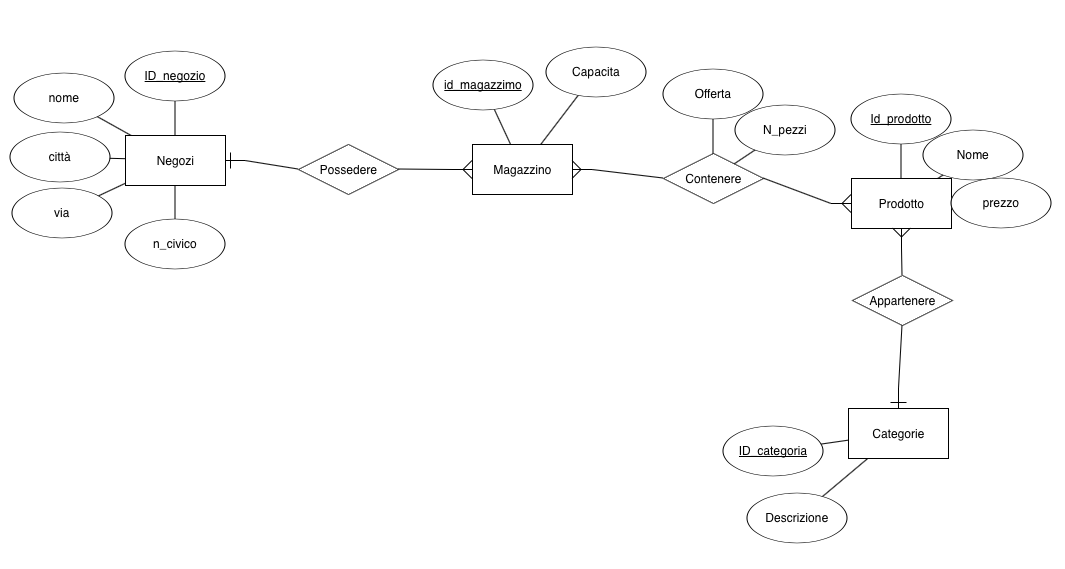 ID_negozio
nome
città
via
n_civico
Negozi
Possedere
id_magazzimo
Capacita
Magazzino
Offerta
N_pezzi
Contenere
Id_prodotto
Nome
prezzo
Prodotto
Appartenere
Categorie
ID_categoria
Descrizione